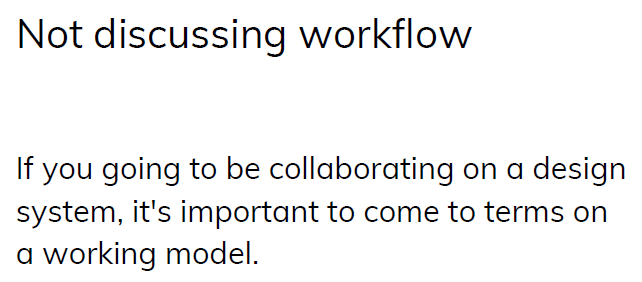 Not discussing workflow
If you going to be collaborating on a design
system, it's important to come to terms on
a working model.